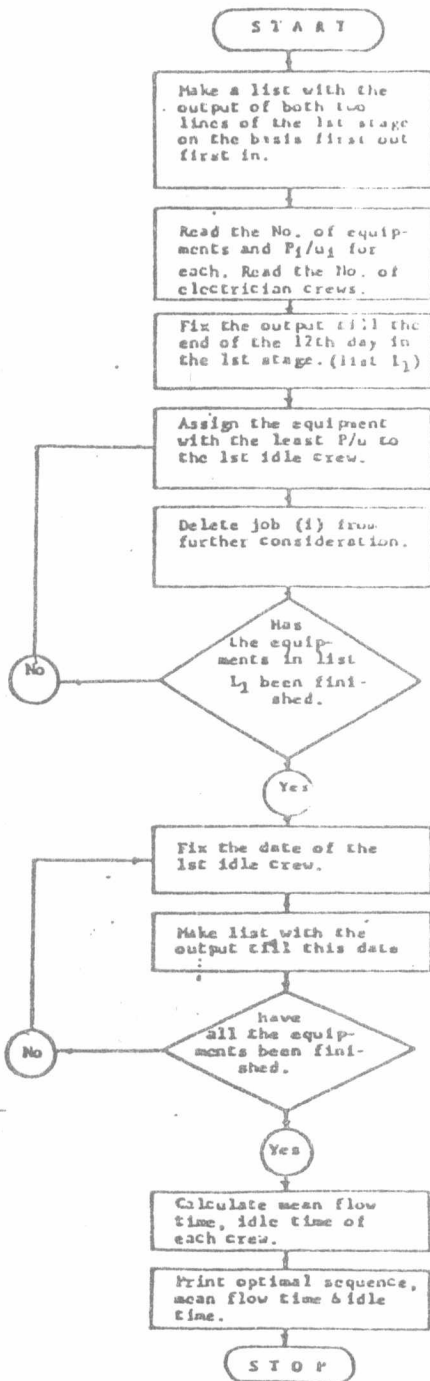 START
Make a list with the
output of both two
lines of the 1st stage
on the basis first out
first in.
Read the No. of equip-
ments and Pi/ui for
each. Read the No. of
electrician crews.
Fix the output till the
end of the 12th day in
the 1st stage.(list L1)
Assign the equipment
with the least P/u to
the 1st idle crew.
Delete job (i) from
further consideration.
Has
the equip-
ments in list
L1 been fini-
shed.
No
Yes
Fix the date of the
1st idle crew.
Make list with the
output till this date
have
all the equip-
ments been fini-
shed.
No
Yes
Calculate mean flow
time, idle time of
each crew.
Print optimal sequence,
mean flow time & idle
time.
STOP